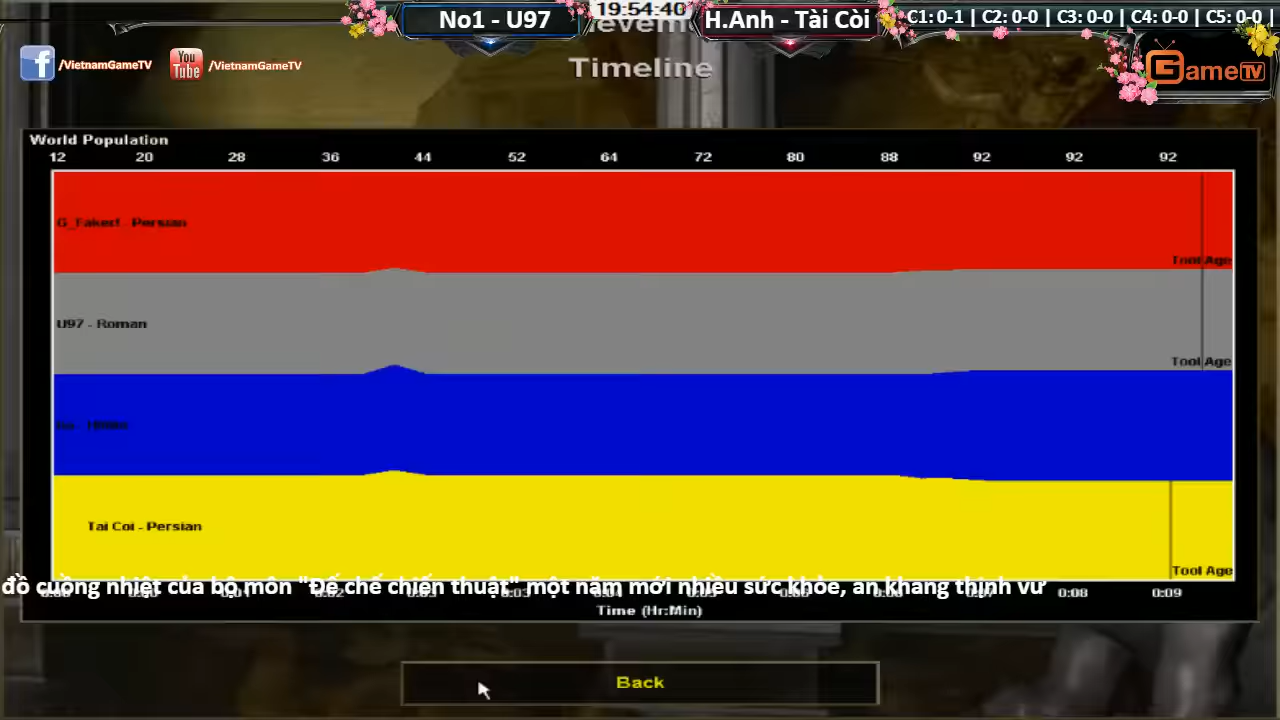 No1 - U97
19:54:40
H.Anh - Tài Còi
C1: 0-1 | C2: 0-0 | C3: 0-0 | C4: 0-0 | C5: 0-0 |
Timeline
/VietnamGameTV
You Tube
/VietnamGameTV
GameTV
World Population
12 20 28 36 44 52 64 72 80 88 92 92 92
Persian
Tool Age
U97 - Roman
Tool Age
Tai Coi - Persian
Tool Age
đồ cuồng nhiệt của bộ môn "Đế chế chiến thuật" một năm mới nhiều sức khỏe, an khang thịnh vư
0:08 0:09
Time (Hr:Min)
Back